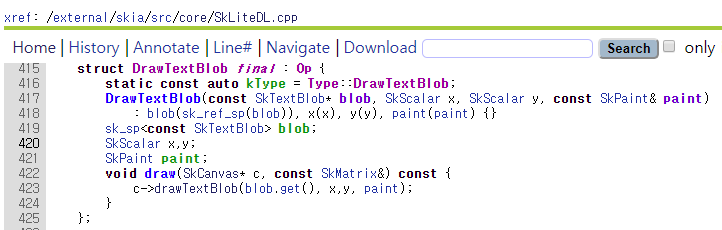 xref: /external/skia/src/core/SkLiteDL.cpp
Home | History | Annotate | Line# | Navigate | Download Search only
415 struct DrawTextBlob final : Op {
416 static const auto kType = Type::DrawTextBlob;
417 DrawTextBlob(const SkTextBlob* blob, SkScalar x, SkScalar y, const SkPaint& paint)
418 : blob(sk_ref_sp(blob)), x(x), y(y), paint(paint) {}
419 sk_sp<const SkTextBlob> blob;
420 SkScalar x,y;
421 SkPaint paint;
422 void draw(SkCanvas* c, const SkMatrix&) const {
423 c->drawTextBlob(blob.get(), x,y, paint);
424 }
425 };